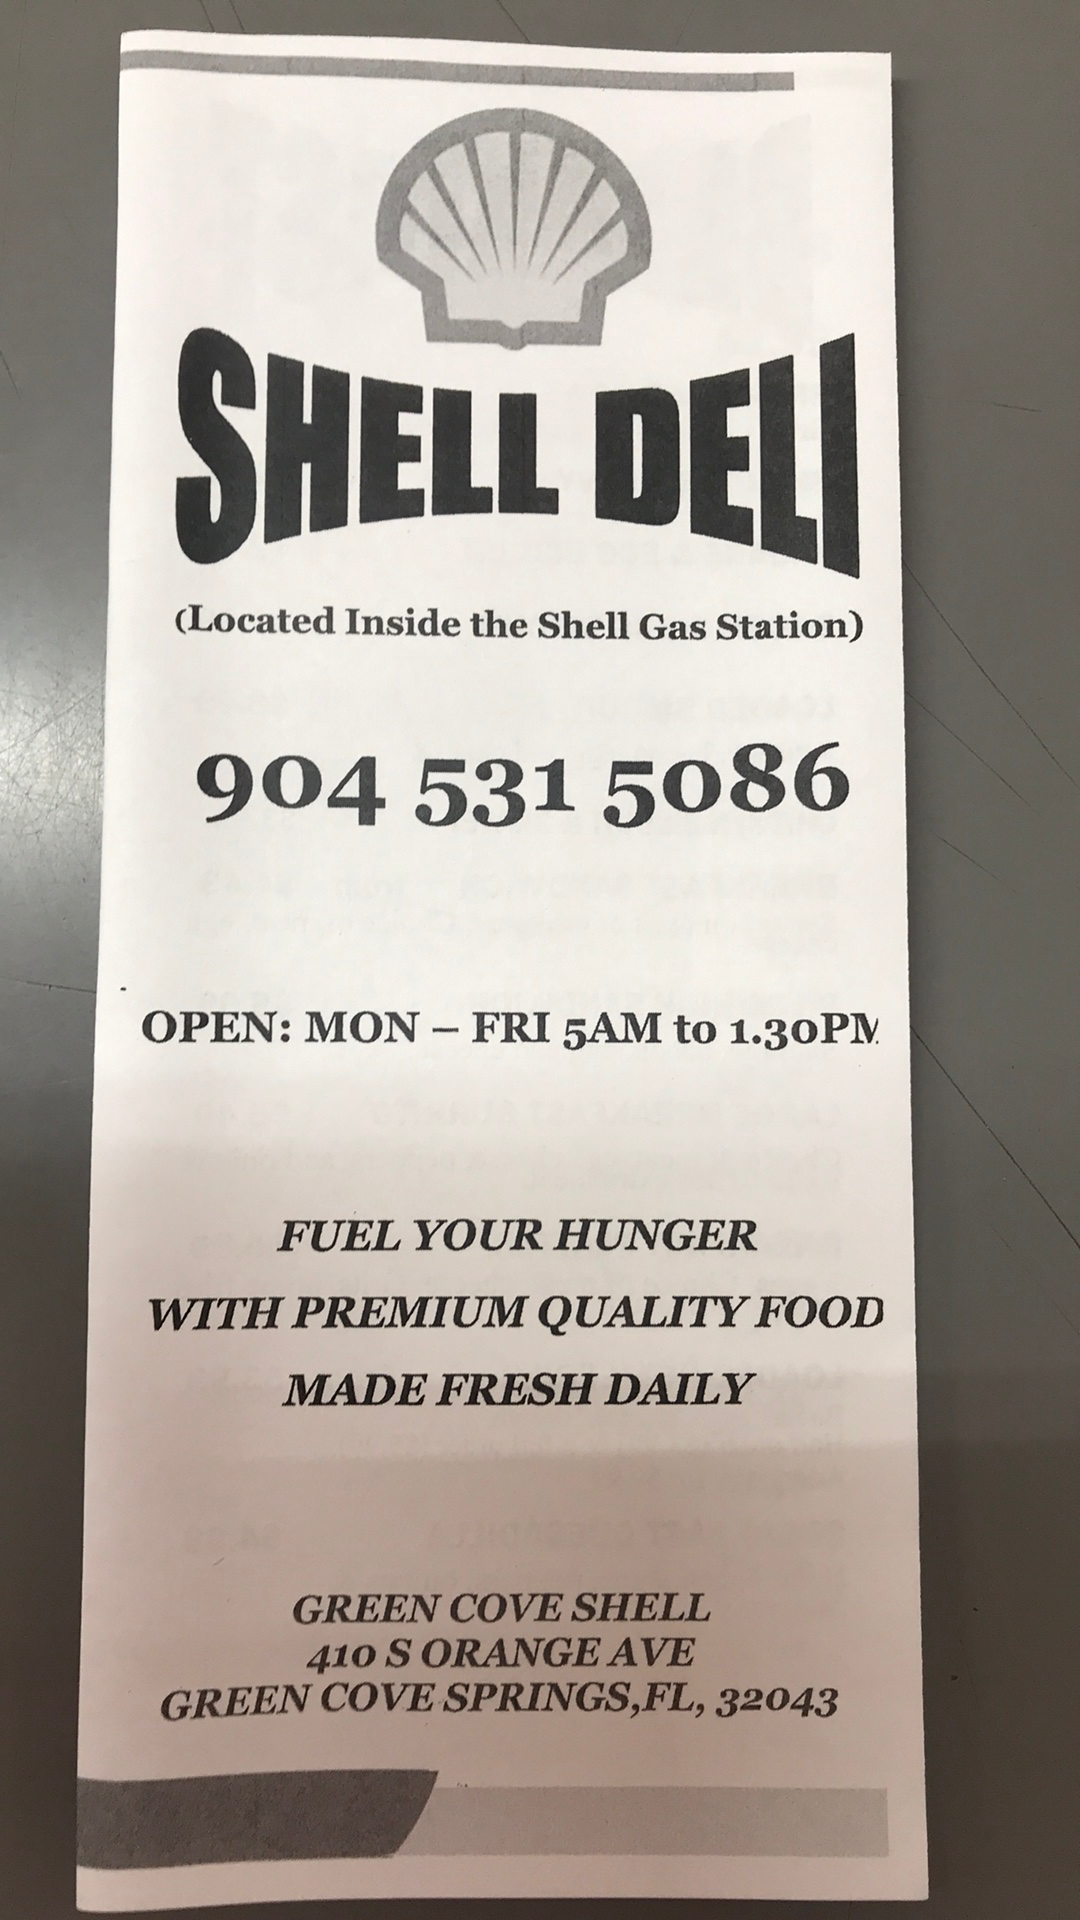 SHELL DELI
(Located Inside the Shell Gas Station)
904 531 5086
OPEN: MON – FRI 5AM to 1.30PM
FUEL YOUR HUNGER
WITH PREMIUM QUALITY FOOD
MADE FRESH DAILY
GREEN COVE SHELL
410 S ORANGE AVE
GREEN COVE SPRINGS,FL, 32043